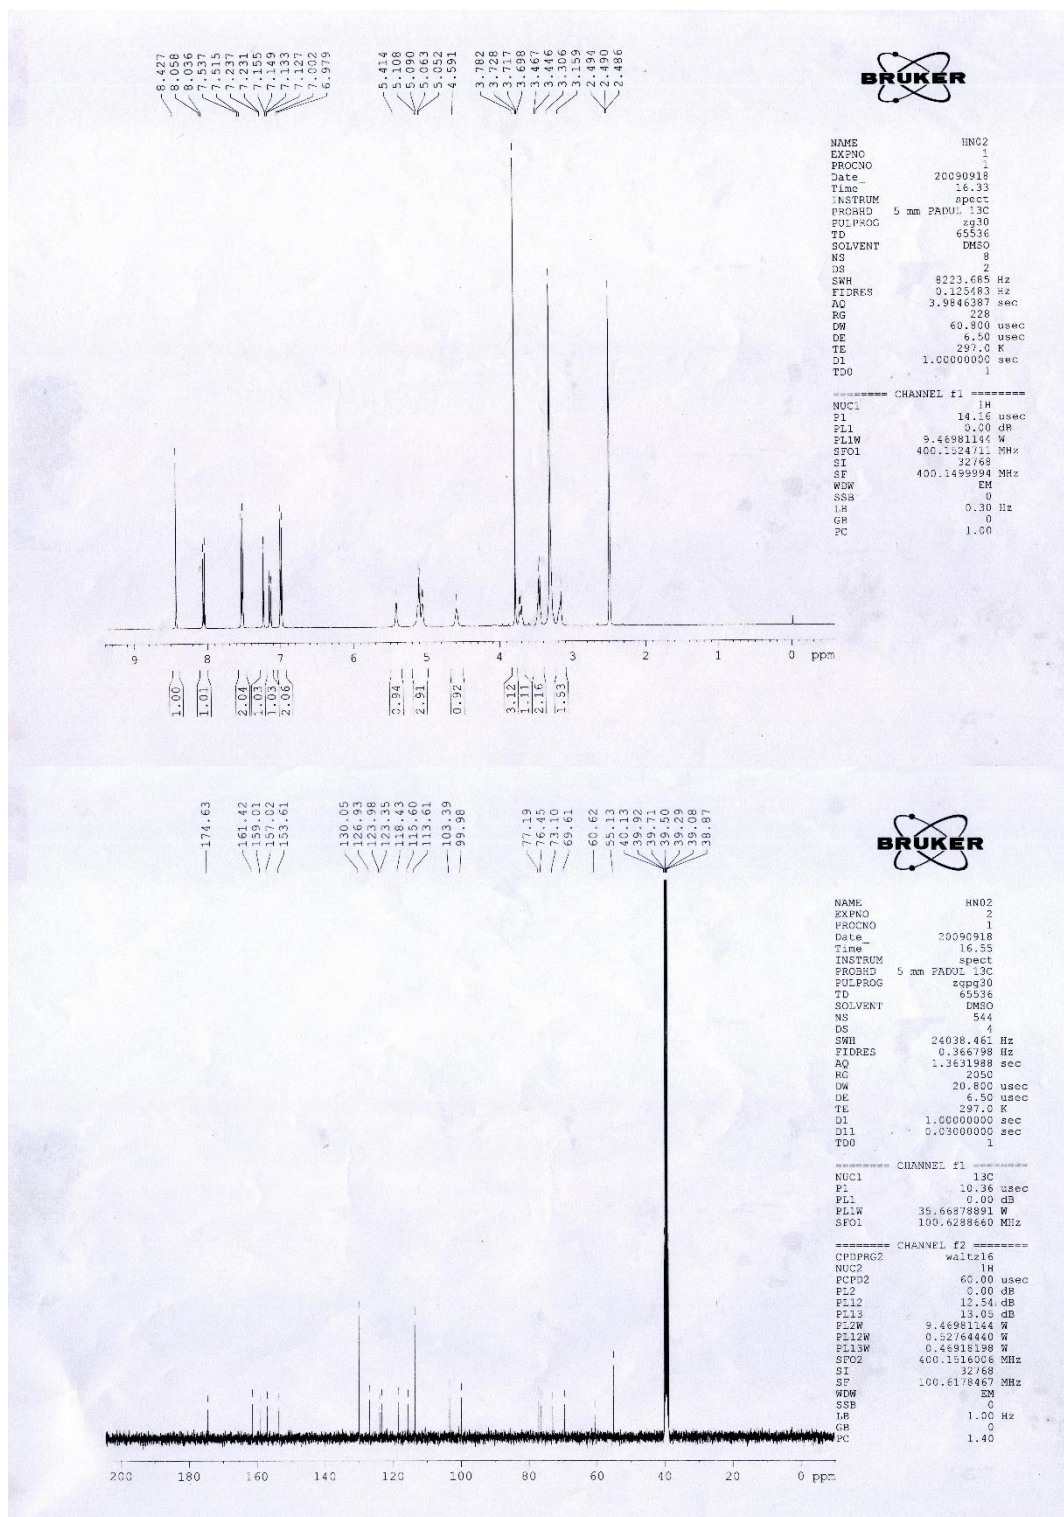 8.427
8.058
8.036
7.537
7.515
7.237
7.231
7.155
7.149
7.133
7.127
7.002
6.979
5.414
5.108
5.090
5.063
5.052
4.591
3.782
3.728
3.717
3.698
3.467
3.446
3.306
3.159
2.494
2.490
2.486
BRUKER
NAME HN02
EXPNO 1
PROCNO 1
Date_ 20090918
Time 16.33
INSTRUM spect
PROBHD 5 mm PADUL 13C
PULPROG zg30
TD 65536
SOLVENT DMSO
NS 8
DS 2
SWH 8223.685 Hz
FIDRES 0.125483 Hz
AQ 3.9846387 sec
RG 228
DW 60.800 usec
DE 6.50 usec
TE 297.0 K
D1 1.00000000 sec
TD0 1
======== CHANNEL f1 ========
NUC1 1H
P1 14.16 usec
PL1 0.00 dB
PL1W 9.46981144 W
SFO1 400.1524711 MHz
SI 32768
SF 400.1499994 MHz
WDW EM
SSB 0
LB 0.30 Hz
GB 0
PC 1.00
9 8 7 6 5 4 3 2 1 0 ppm
1.00
1.01
2.04
1.03
1.03
2.06
0.94
2.91
0.92
3.12
1.11
2.16
1.53
174.63
161.42
159.01
157.02
153.61
130.05
126.93
123.98
123.35
118.43
115.60
113.61
103.39
99.98
77.19
76.45
73.10
69.61
60.62
55.13
40.13
39.92
39.71
39.50
39.29
39.08
38.87
BRUKER
NAME HN02
EXPNO 2
PROCNO 1
Date_ 20090918
Time 16.55
INSTRUM spect
PROBHD 5 mm PADUL 13C
PULPROG zgpg30
TD 65536
SOLVENT DMSO
NS 544
DS 4
SWH 24038.461 Hz
FIDRES 0.366798 Hz
AQ 1.3631988 sec
RG 2050
DW 20.800 usec
DE 6.50 usec
TE 297.0 K
D1 1.00000000 sec
D11 0.03000000 sec
TD0 1
======== CHANNEL f1 ========
NUC1 13C
P1 10.36 usec
PL1 0.00 dB
PL1W 35.66878891 W
SFO1 100.6288660 MHz
======== CHANNEL f2 ========
CPDPRG2 waltz16
NUC2 1H
PCPD2 60.00 usec
PL2 0.00 dB
PL12 12.54 dB
PL13 13.05 dB
PL2W 9.46981144 W
PL12W 0.52764440 W
PL13W 0.46918198 W
SFO2 400.1516006 MHz
SI 32768
SF 100.6178467 MHz
WDW EM
SSB 0
LB 1.00 Hz
GB 0
PC 1.40
200 180 160 140 120 100 80 60 40 20 0 ppm